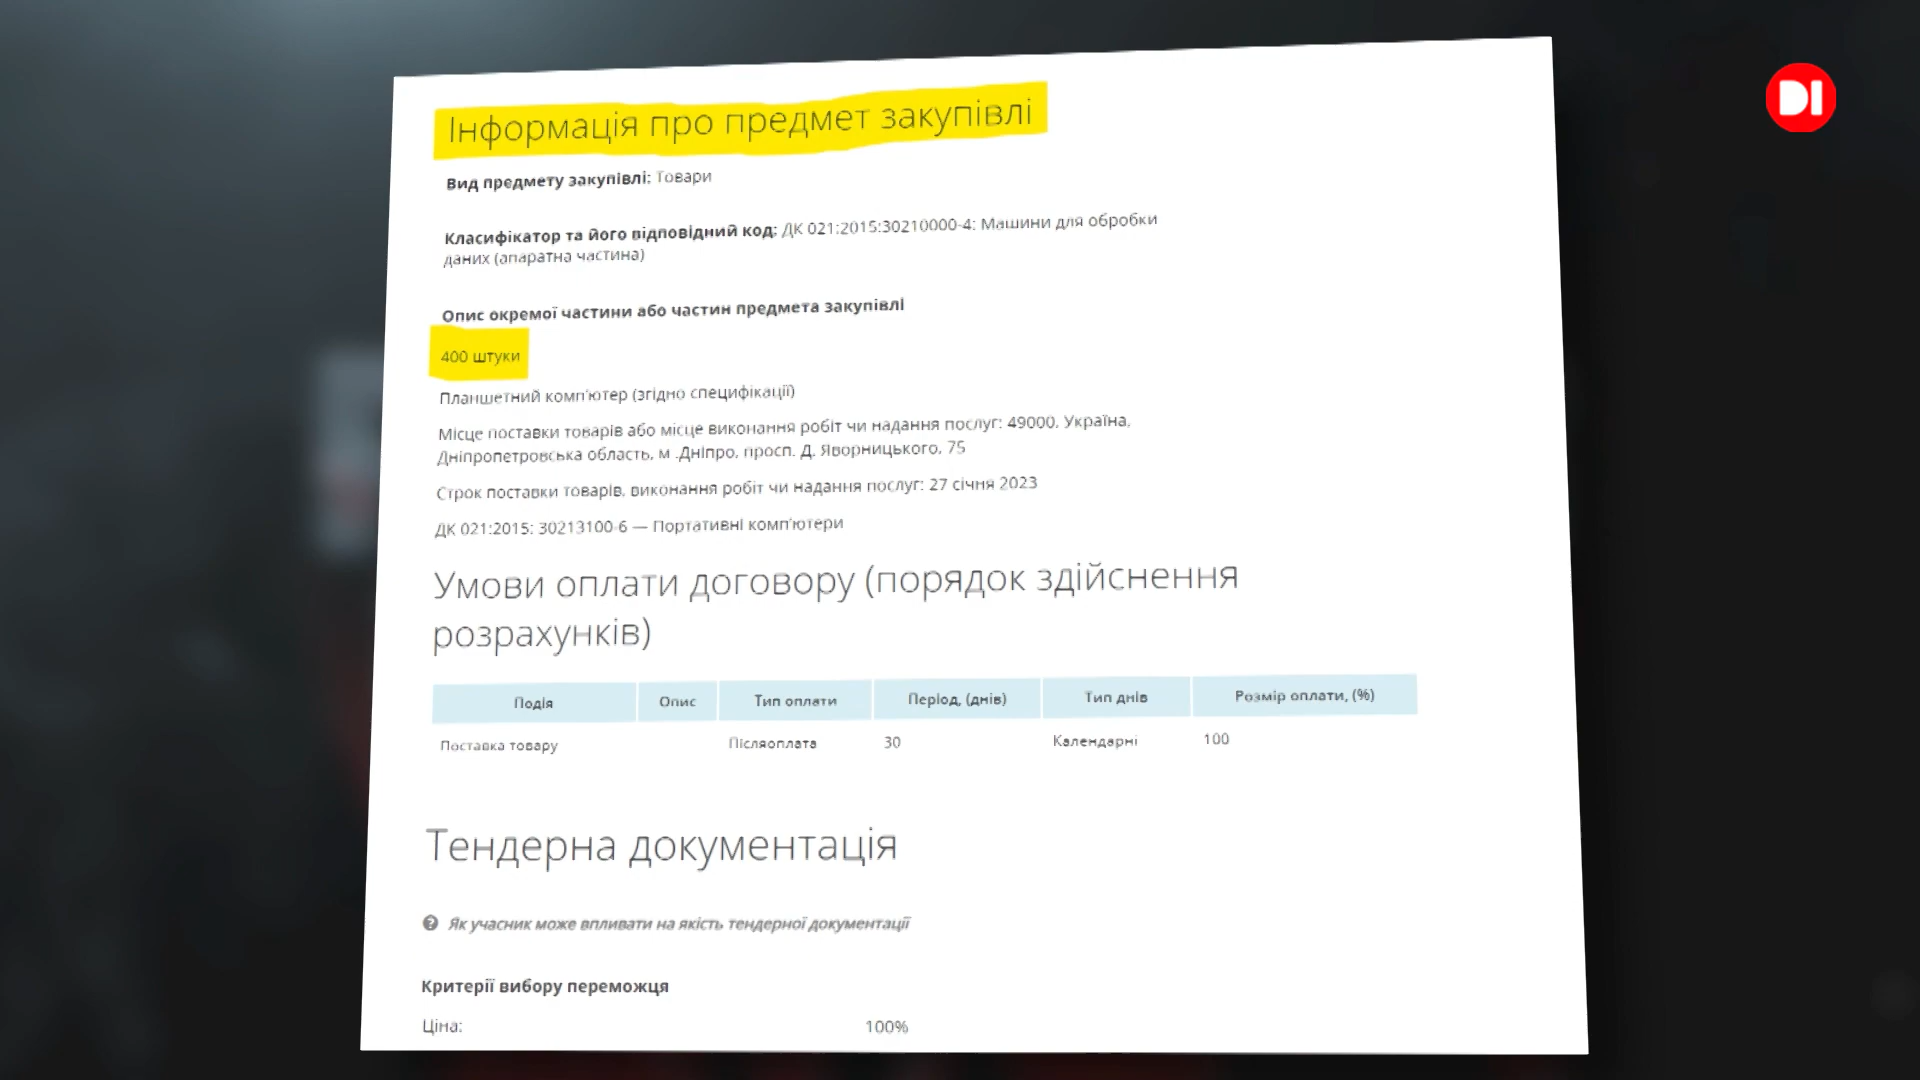 DI
Інформація про предмет закупівлі
Вид предмету закупівлі: Товари
Класифікатор та його відповідний код: ДК 021:2015:30210000-4: Машини для обробки
даних (апаратна частина)
Опис окремої частини або частин предмета закупівлі
400 штуки
Планшетний комп'ютер (згідно специфікації)
Місце поставки товарів або місце виконання робіт чи надання послуг: 49000, Україна,
Дніпропетровська область, м .Дніпро, просп. Д. Яворницького, 75
Строк поставки товарів, виконання робіт чи надання послуг: 27 січня 2023
ДК 021:2015: 30213100-6 — Портативні комп'ютери
Умови оплати договору (порядок здійснення
розрахунків)
Подія Опис Тип оплати Період, (днів) Тип днів Розмір оплати, (%)
Поставка товару Післяоплата 30 Календарні 100
Тендерна документація
Як учасник може впливати на якість тендерної документації
Критерії вибору переможця
Ціна: 100%